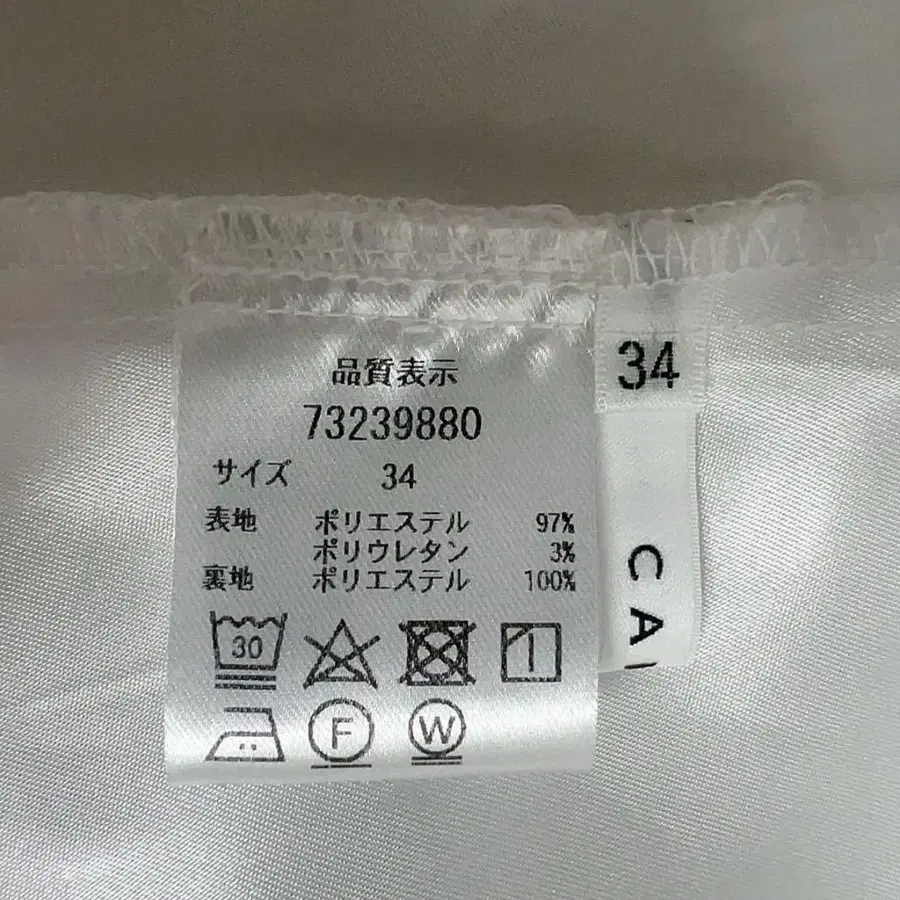 品質表示
73239880
サイズ 34
表地 ポリエステル 97%
ポリウレタン 3%
裏地 ポリエステル 100%
30
F
W
34
CA